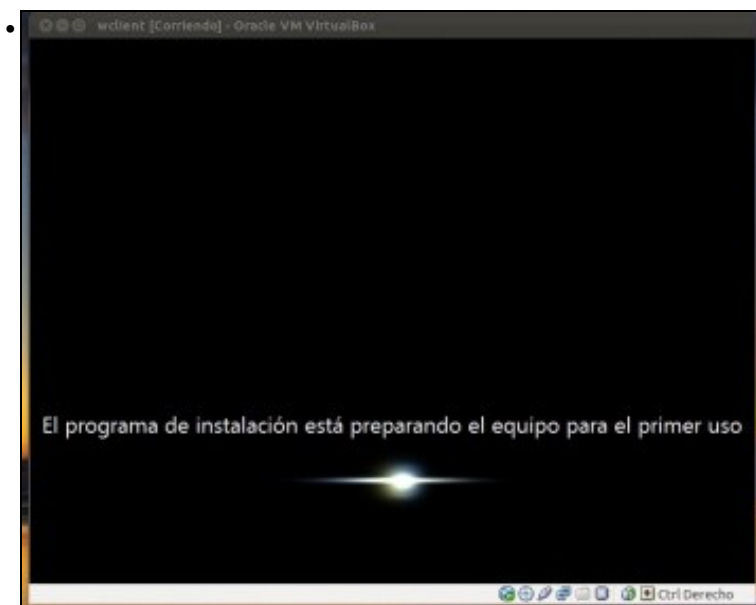 wclient [Corriendo] - Oracle VM VirtualBox
El programa de instalación está preparando el equipo para el primer uso
Ctrl Derecho